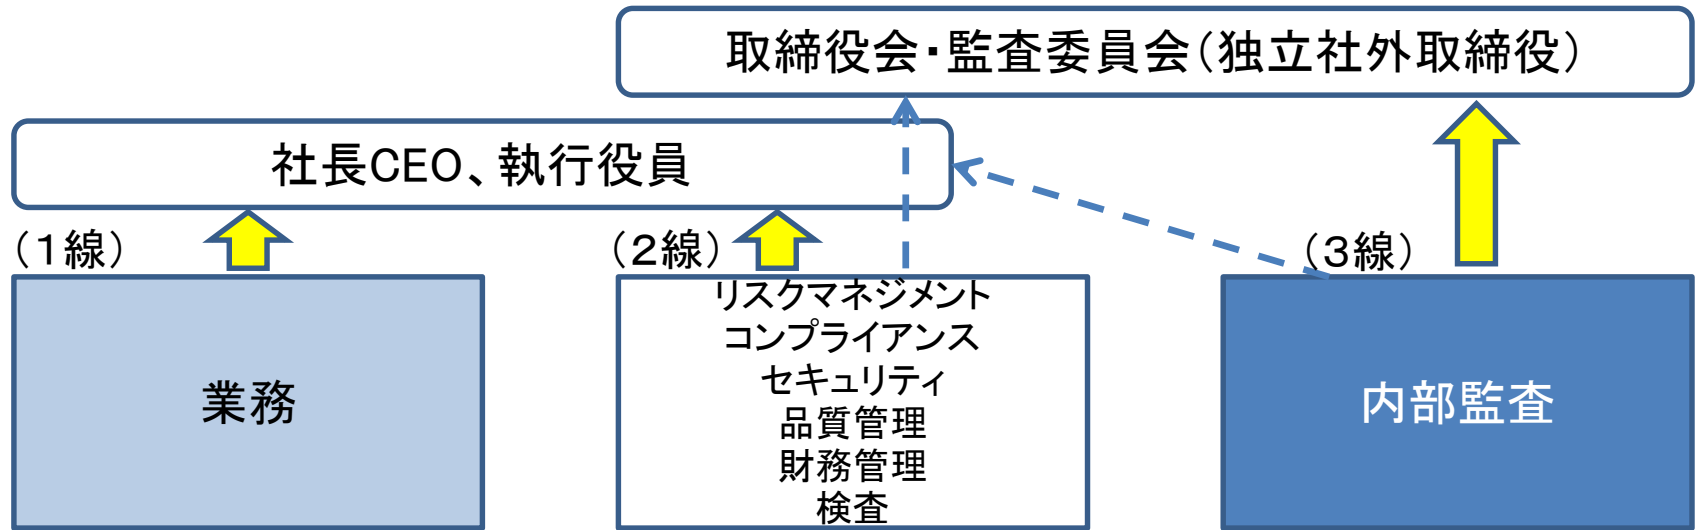 取締役会・監査委員会(独立社外取締役)
社長CEO、執行役員
(1線)
(2線)
(3線)
業務
リスクマネジメント
コンプライアンス
セキュリティ
品質管理
財務管理
検査
内部監査